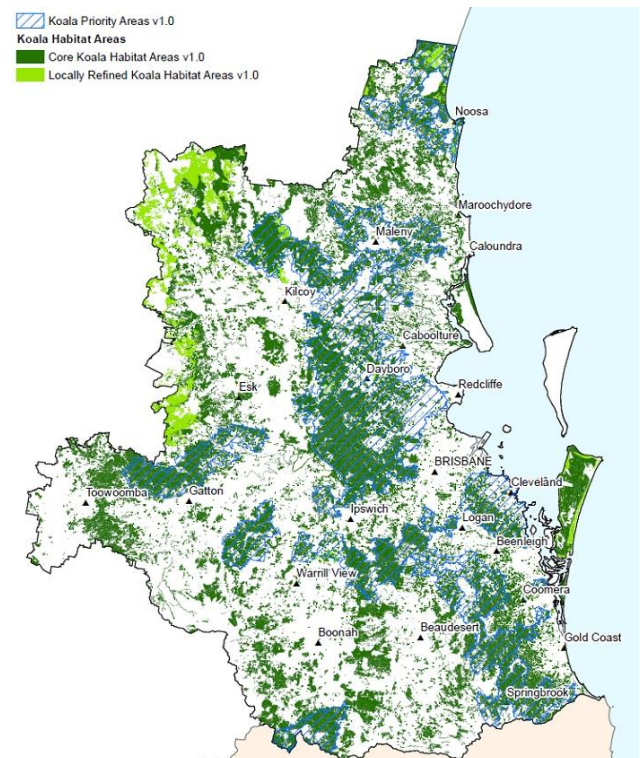 Koala Priority Areas v1.0
Koala Habitat Areas
Core Koala Habitat Areas v1.0
Locally Refined Koala Habitat Areas v1.0
Noosa
Maroochydore
Maleny
Caloundra
Kilcoy
Caboolture
Dayboro
Redcliffe
Esk
BRISBANE
Cleveland
Toowoomba
Gatton
Ipswich
Logan
Beenleigh
Warrill View
Coomera
Boonah
Beaudesert
Gold Coast
Springbrook